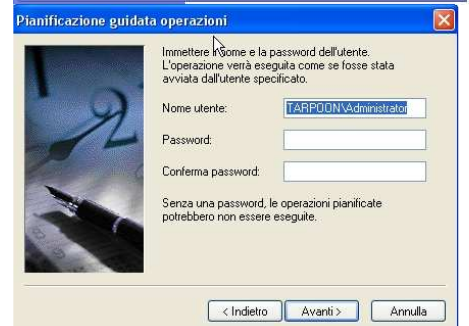 Pianificazione guidata operazioni
Immettere il nome e la password dell'utente.
L'operazione verrà eseguita come se fosse stata
avviata dall'utente specificato.
Nome utente:
TARPOON\Administrator
Password:
Conferma password:
Senza una password, le operazioni pianificate
potrebbero non essere eseguite.
< Indietro
Avanti >
Annulla